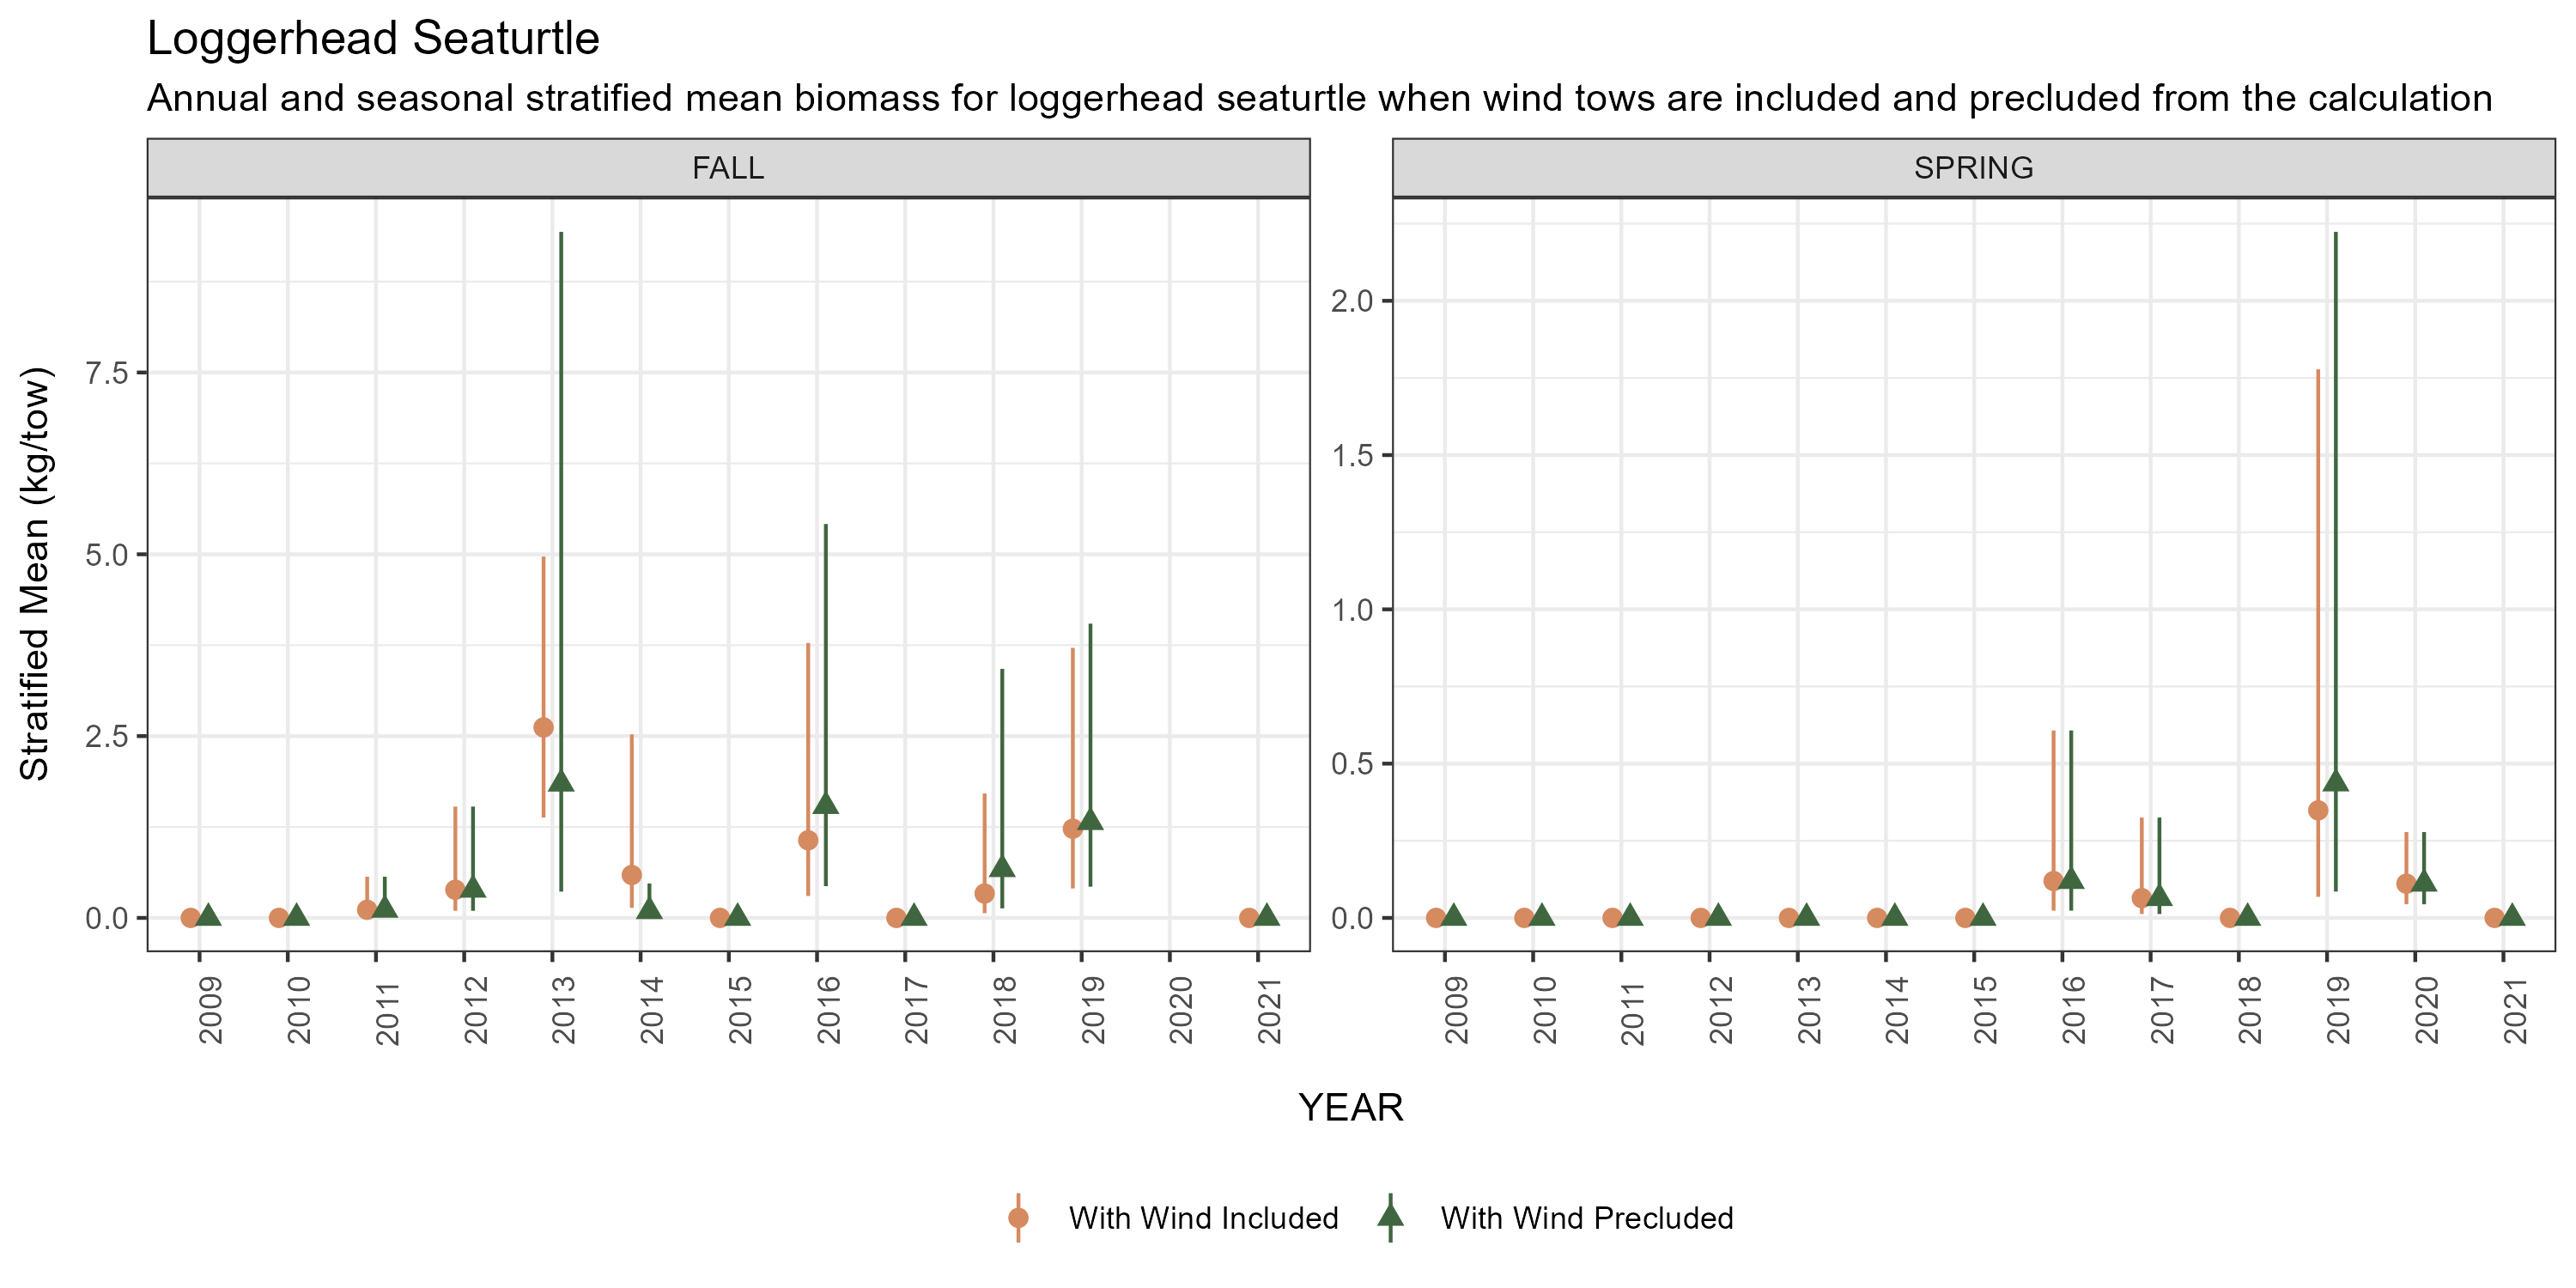 Loggerhead Seaturtle
Annual and seasonal stratified mean biomass for loggerhead seaturtle when wind tows are included and precluded from the calculation
FALL
SPRING
Stratified Mean (kg/tow)
7.5
5.0
2.5
0.0
2.0
1.5
1.0
0.5
0.0
2009 2010 2011 2012 2013 2014 2015 2016 2017 2018 2019 2020 2021
2009 2010 2011 2012 2013 2014 2015 2016 2017 2018 2019 2020 2021
YEAR
With Wind Included
With Wind Precluded